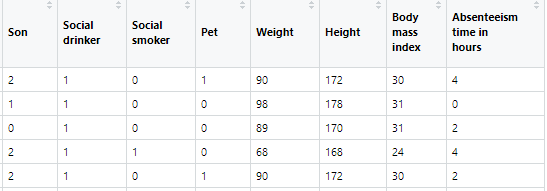 Son Social drinker Social smoker Pet Weight Height Body mass index Absenteeism time in hours
2 1 0 1 90 172 30 4
1 1 0 0 98 178 31 0
0 1 0 0 89 170 31 2
2 1 1 0 68 168 24 4
2 1 0 1 90 172 30 2